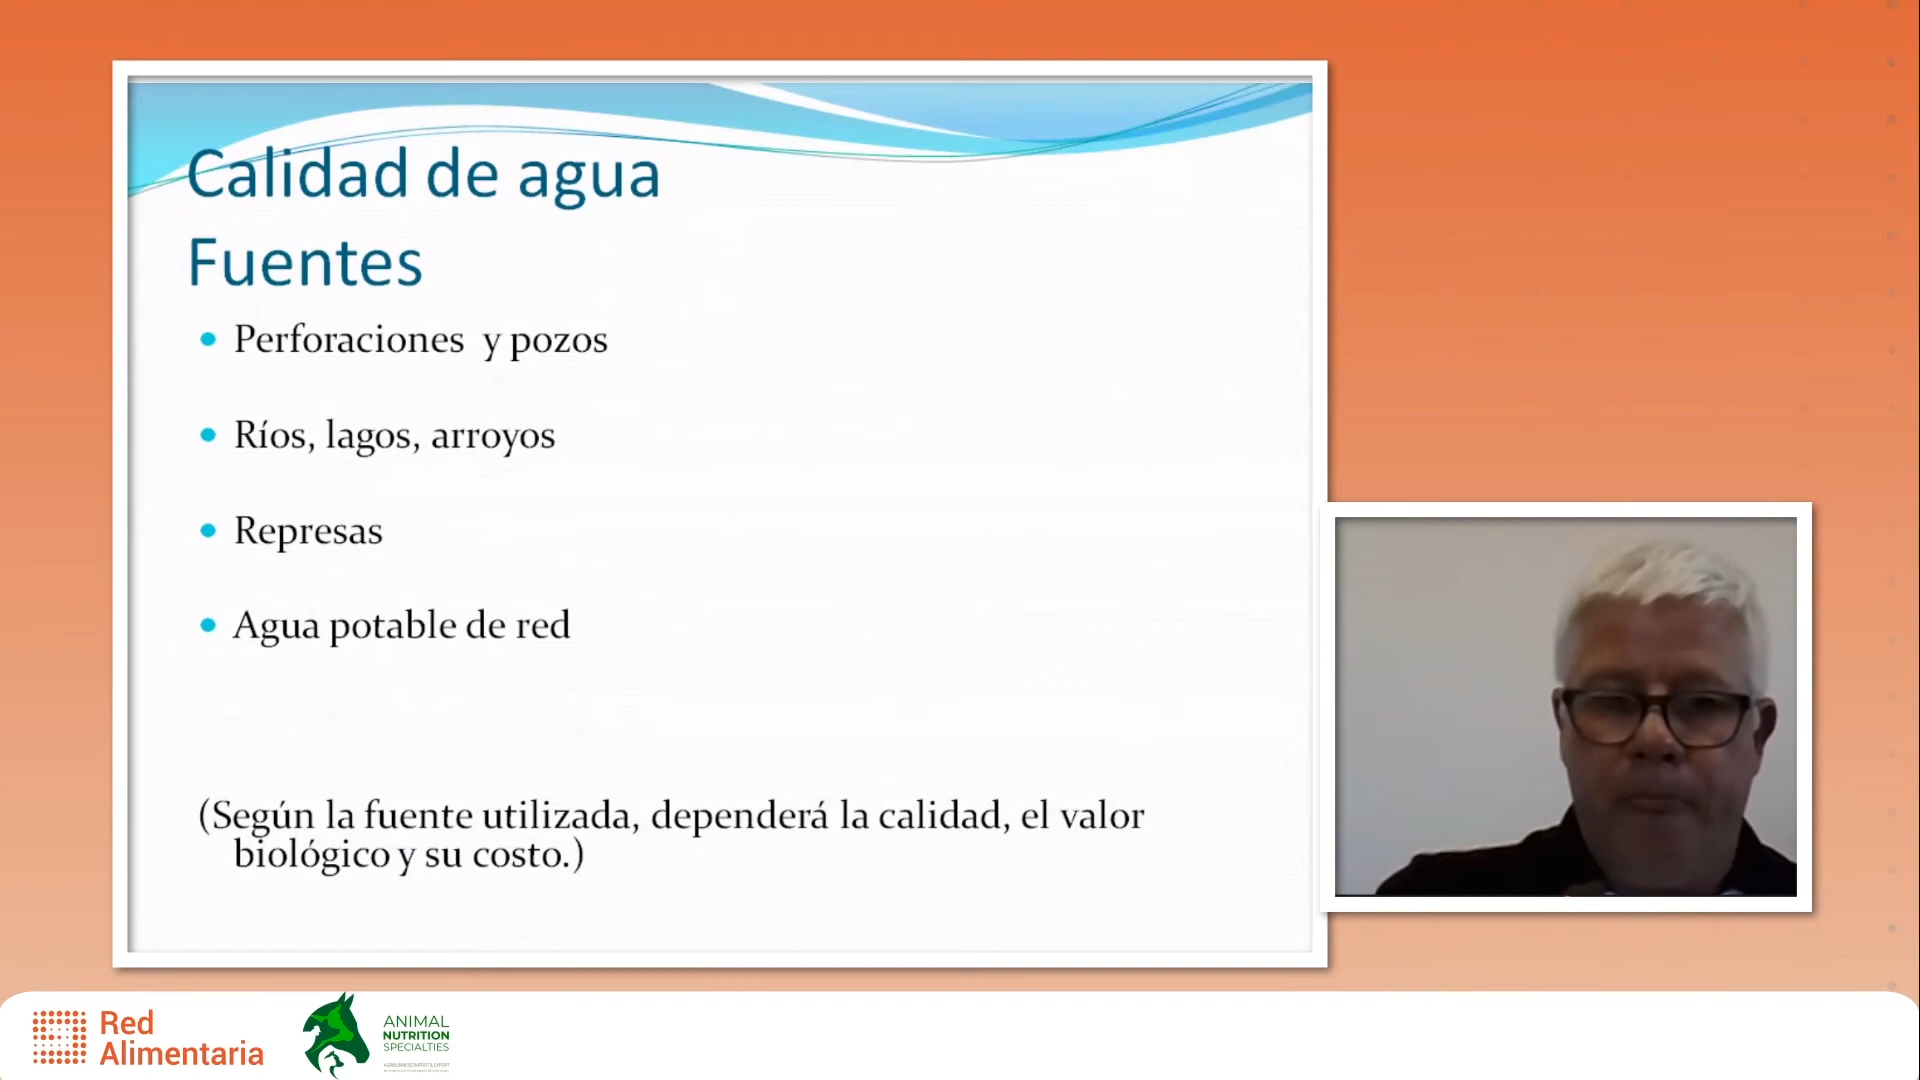 Calidad de agua
Fuentes
• Perforaciones y pozos
• Ríos, lagos, arroyos
• Represas
• Agua potable de red
(Según la fuente utilizada, dependerá la calidad, el valor
biológico y su costo.)
Red
Alimentaria
ANIMAL
NUTRITION
SPECIALTIES